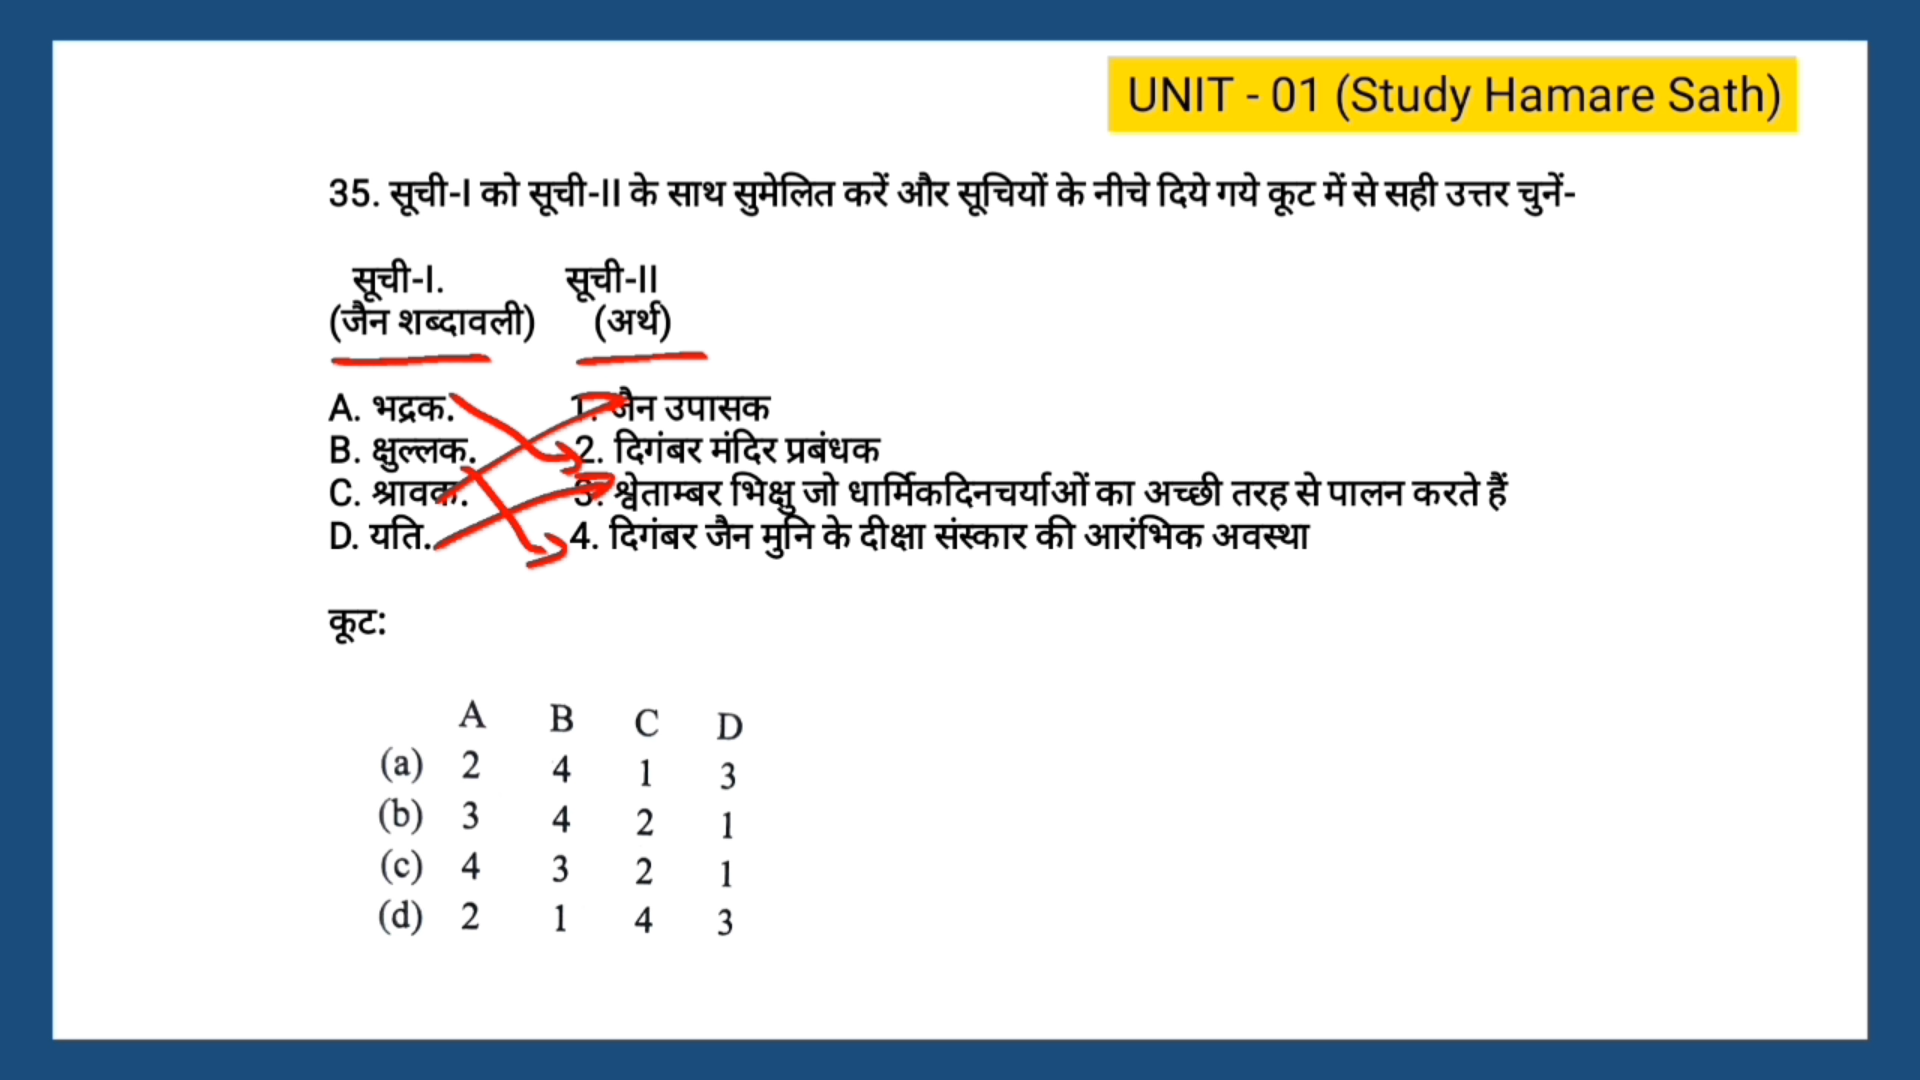 UNIT - 01 (Study Hamare Sath)
35. सूची-I को सूची-II के साथ सुमेलित करें और सूचियों के नीचे दिये गये कूट में से सही उत्तर चुनें-
सूची-I. सूची-II
(जैन शब्दावली) (अर्थ)
A. भद्रक. 1. जैन उपासक
B. क्षुल्लक. 2. दिगंबर मंदिर प्रबंधक
C. श्रावक. 3. श्वेताम्बर भिक्षु जो धार्मिकदिनचर्याओं का अच्छी तरह से पालन करते हैं
D. यति. 4. दिगंबर जैन मुनि के दीक्षा संस्कार की आरंभिक अवस्था
कूट:
A B C D
(a) 2 4 1 3
(b) 3 4 2 1
(c) 4 3 2 1
(d) 2 1 4 3